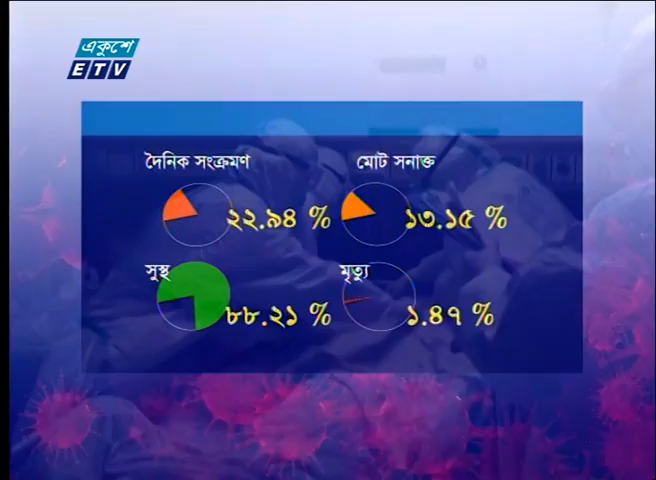 একুশে
ETV
দৈনিক সংক্রমণ
২২.৯৪ %
মোট সনাক্ত
১৩.১৫ %
সুস্থ
৮৮.২১ %
মৃত্যু
১.৪৭ %